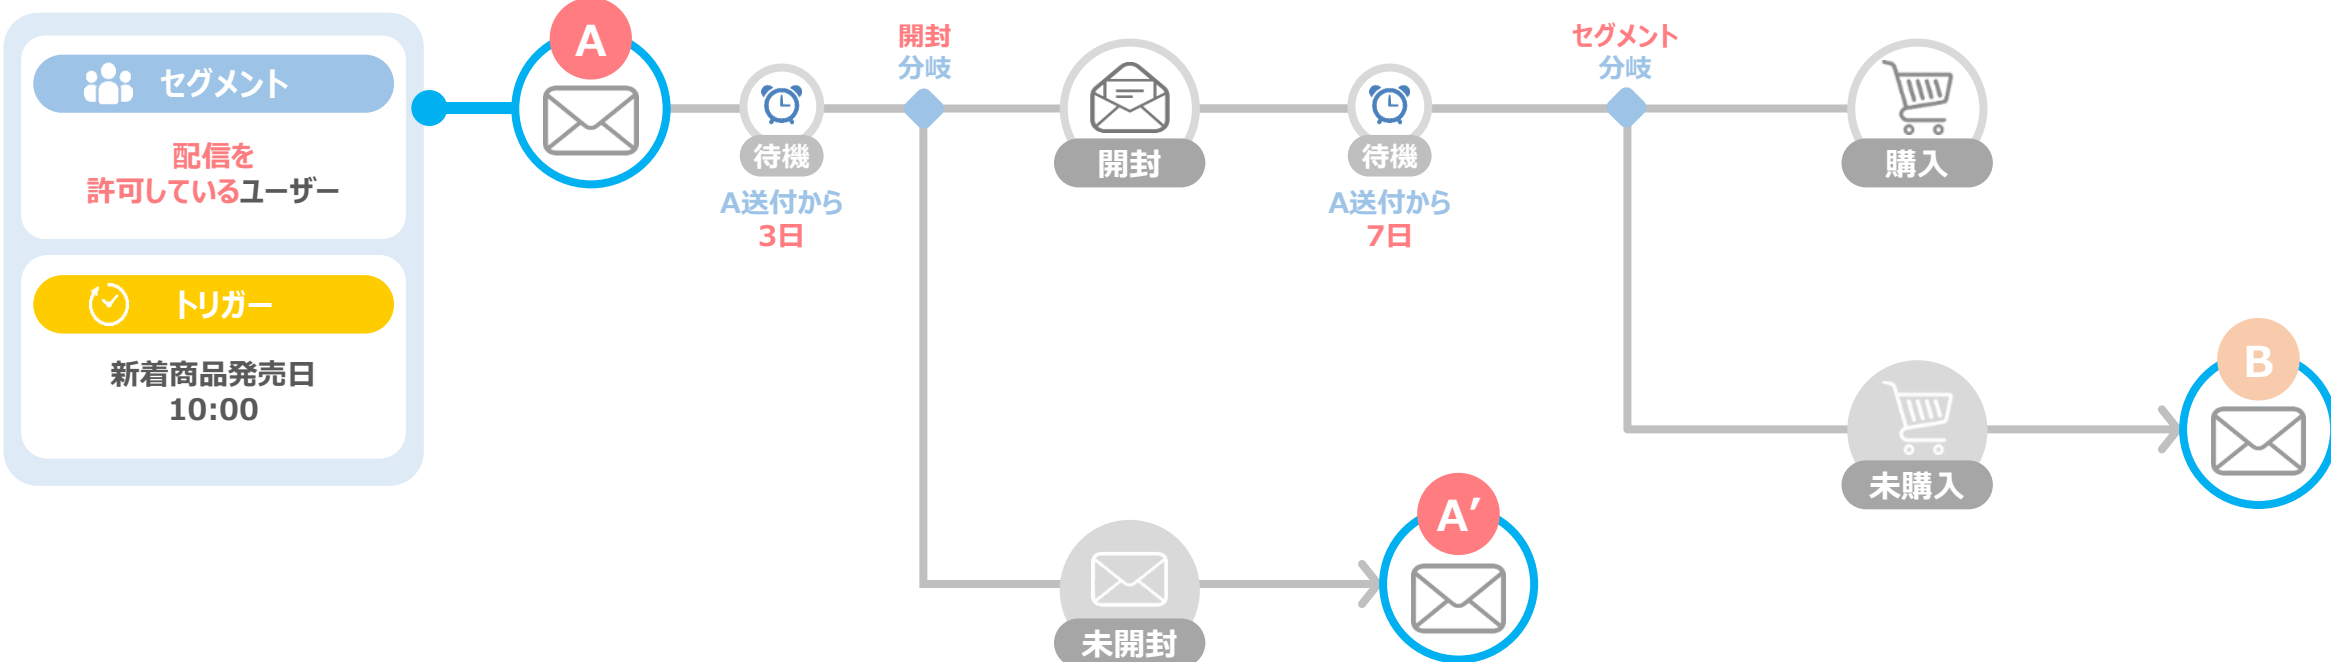 セグメント
配信を
許可しているユーザー
トリガー
新着商品発売日
10:00
A
待機
A送付から
3日
開封
分岐
開封
待機
A送付から
7日
セグメント
分岐
購入
未開封
A′
未購入
B